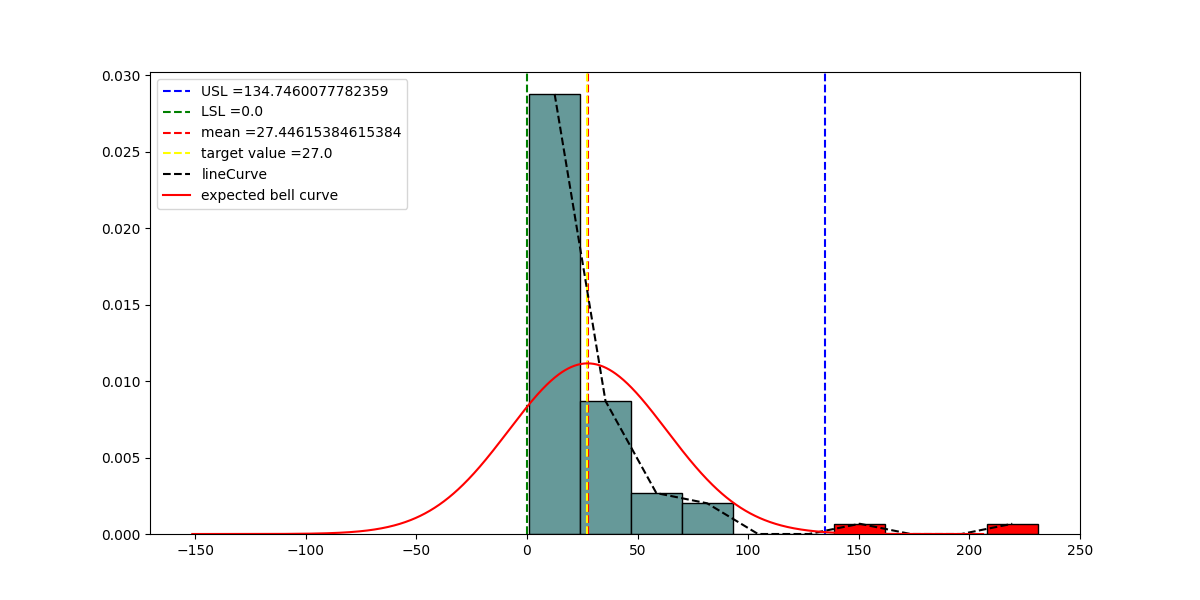 0.030
0.025
0.020
0.015
0.010
0.005
0.000
USL =134.7460077782359
LSL =0.0
mean =27.44615384615384
target value =27.0
lineCurve
expected bell curve
−150 −100 −50 0 50 100 150 200 250